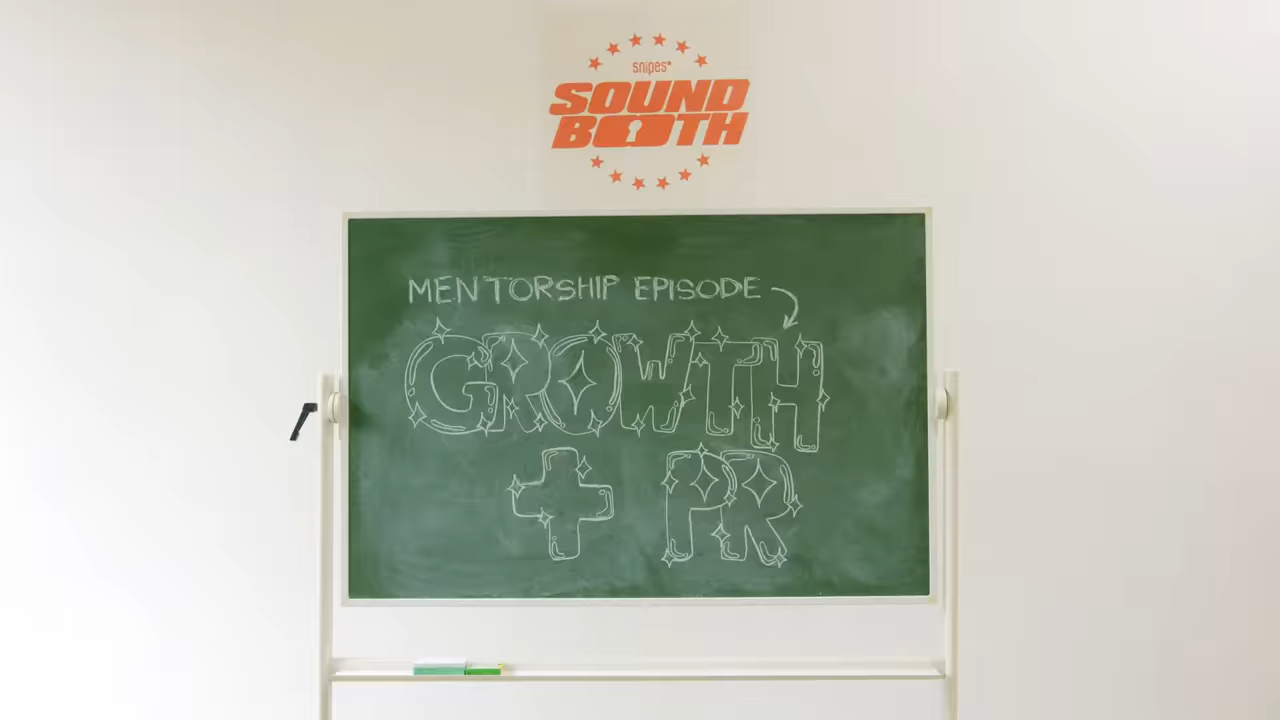 snipes*
SOUND
BOOTH
MENTORSHIP EPISODE
GROWTH
+ PR